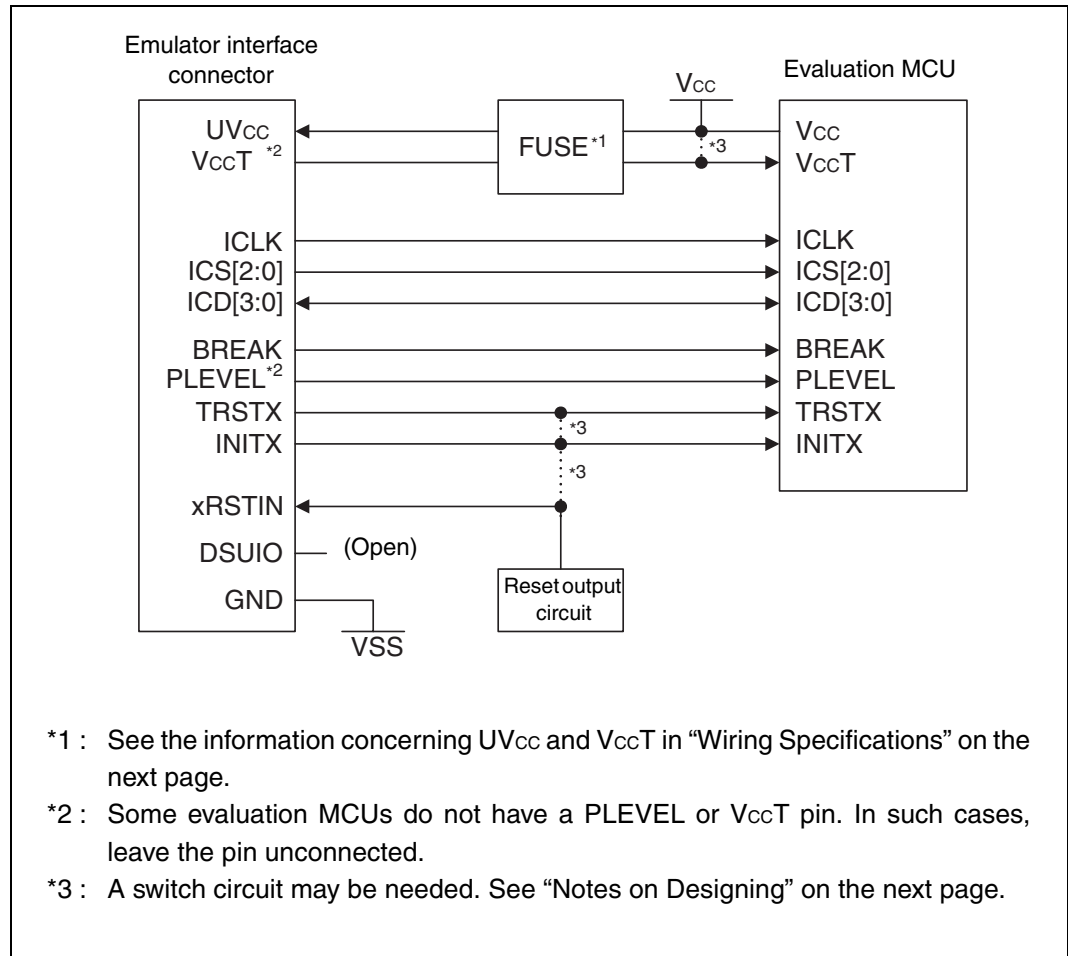 Emulator interface
connector
Evaluation MCU
Vcc
UVcc
VccT *2
FUSE*1
*3
Vcc
VccT
ICLK
ICS[2:0]
ICD[3:0]
ICLK
ICS[2:0]
ICD[3:0]
BREAK
PLEVEL*2
TRSTX
INITX
*3
*3
BREAK
PLEVEL
TRSTX
INITX
xRSTIN
DSUIO
(Open)
GND
VSS
Reset output
circuit
*1 : See the information concerning UVcc and VccT in “Wiring Specifications” on the
next page.
*2 : Some evaluation MCUs do not have a PLEVEL or VccT pin. In such cases,
leave the pin unconnected.
*3 : A switch circuit may be needed. See “Notes on Designing” on the next page.